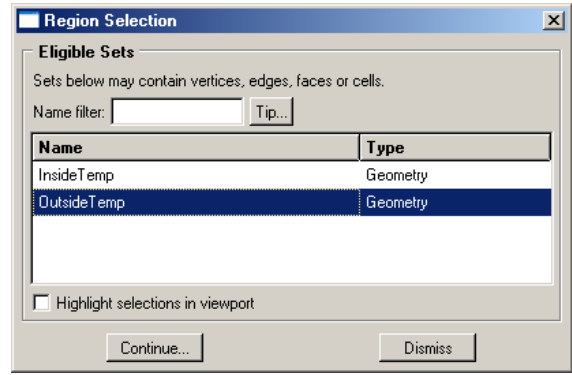 Region Selection
Eligible Sets
Sets below may contain vertices, edges, faces or cells.
Name filter: Tip...
Name Type
InsideTemp Geometry
OutsideTemp Geometry
Highlight selections in viewport
Continue... Dismiss